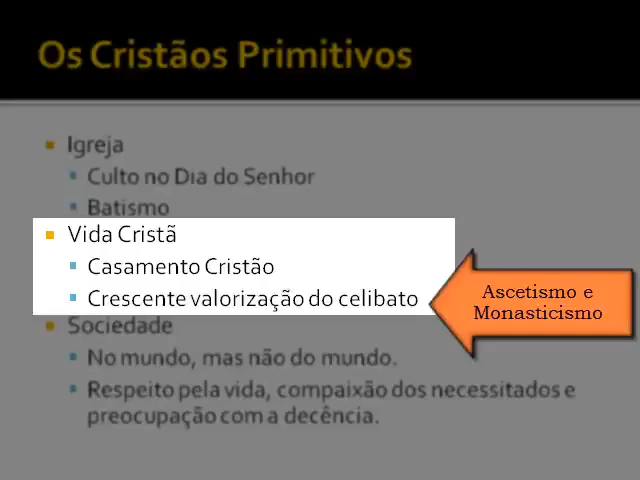 Os Cristãos Primitivos
Igreja
Culto no Dia do Senhor
Batismo
Vida Cristã
Casamento Cristão
Crescente valorização do celibato
Ascetismo e
Monasticismo
Sociedade
No mundo, mas não do mundo.
Respeito pela vida, compaixão dos necessitados e
preocupação com a decência.